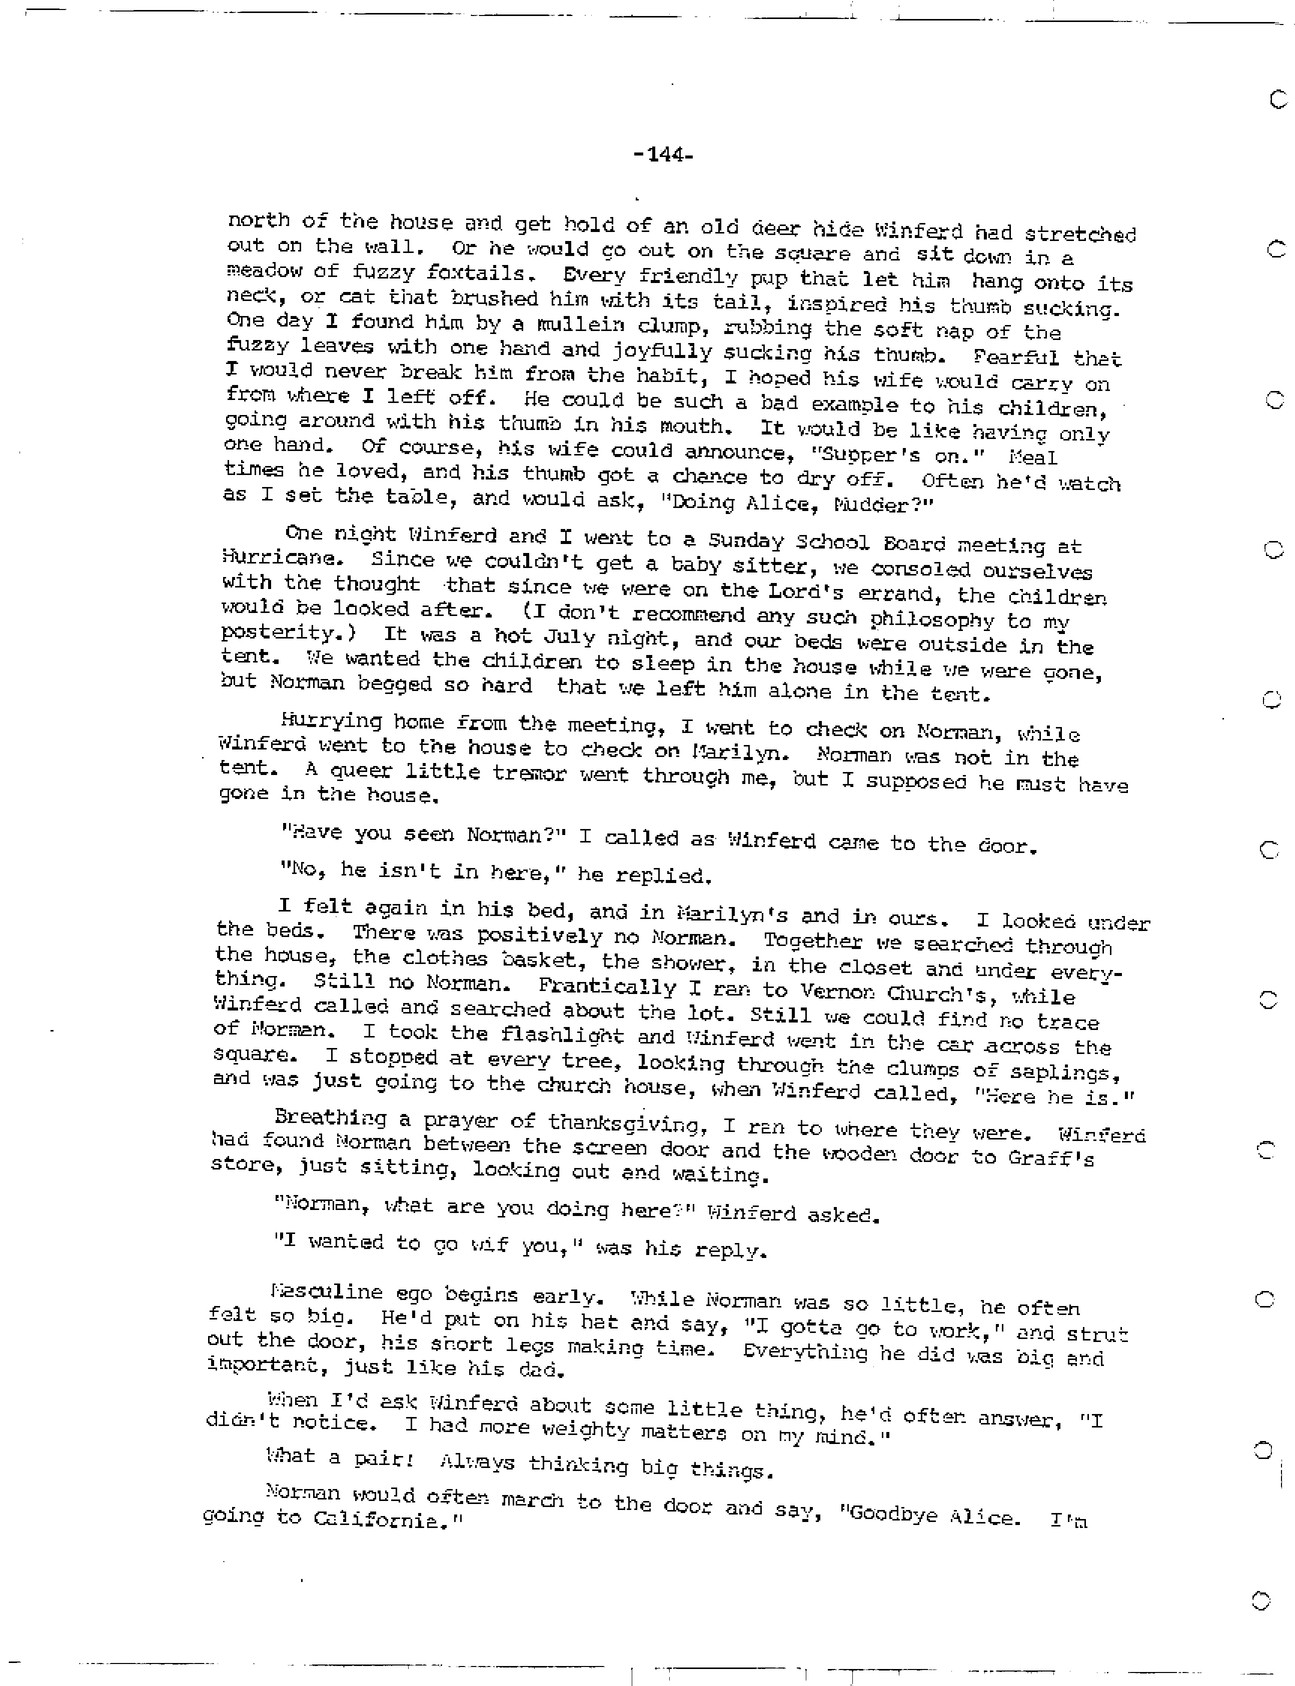 -144-
north of the house and get hold of an old deer hide Winferd had stretched
out on the wall. Or he would go out on the square and sit down in a
meadow of fuzzy foxtails. Every friendly pup that let him hang onto its
neck, or cat that brushed him with its tail, inspired his thumb sucking.
One day I found him by a mullein clump, rubbing the soft nap of the
fuzzy leaves with one hand and joyfully sucking his thumb. Fearful that
I would never break him from the habit, I hoped his wife would carry on
from where I left off. He could be such a bad example to his children,
going around with his thumb in his mouth. It would be like having only
one hand. Of course, his wife could announce, "Supper's on." Meal
times he loved, and his thumb got a chance to dry off. Often he'd watch
as I set the table, and would ask, "Doing Alice, Mudder?"
One night Winferd and I went to a Sunday School Board meeting at
Hurricane. Since we couldn't get a baby sitter, we consoled ourselves
with the thought that since we were on the Lord's errand, the children
would be looked after. (I don't recommend any such philosophy to my
posterity.) It was a hot July night, and our beds were outside in the
tent. We wanted the children to sleep in the house while we were gone,
but Norman begged so hard that we left him alone in the tent.
Hurrying home from the meeting, I went to check on Norman, while
Winferd went to the house to check on Marilyn. Norman was not in the
tent. A queer little tremor went through me, but I supposed he must have
gone in the house.
"Have you seen Norman?" I called as Winferd came to the door.
"No, he isn't in here," he replied.
I felt again in his bed, and in Marilyn's and in ours. I looked under
the beds. There was positively no Norman. Together we searched through
the house, the clothes basket, the shower, in the closet and under every-
thing. Still no Norman. Frantically I ran to Vernon Church's, while
Winferd called and searched about the lot. Still we could find no trace
of Norman. I took the flashlight and Winferd went in the car across the
square. I stopped at every tree, looking through the clumps of saplings,
and was just going to the church house, when Winferd called, "Here he is."
Breathing a prayer of thanksgiving, I ran to where they were. Winferd
had found Norman between the screen door and the wooden door to Graff's
store, just sitting, looking out and waiting.
"Norman, what are you doing here?" Winferd asked.
"I wanted to go wif you," was his reply.
Masculine ego begins early. While Norman was so little, he often
felt so big. He'd put on his hat and say, "I gotta go to work," and strut
out the door, his short legs making time. Everything he did was big and
important, just like his dad.
When I'd ask Winferd about some little thing, he'd often answer, "I
didn't notice. I had more weighty matters on my mind."
What a pair! Always thinking big things.
Norman would often march to the door and say, "Goodbye Alice. I'm
going to California."